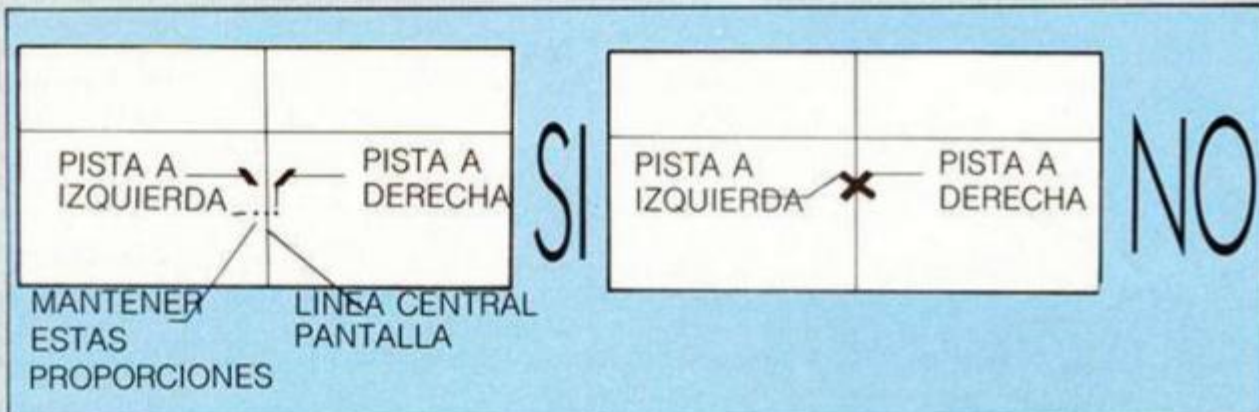 PISTA A
IZQUIERDA
PISTA A
DERECHA
MANTENER
ESTAS
PROPORCIONES
LINEA CENTRAL
PANTALLA
SI
PISTA A
IZQUIERDA
PISTA A
DERECHA
NO